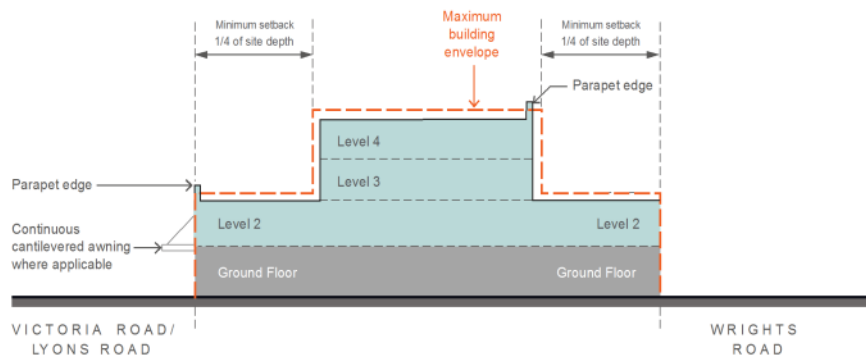 Minimum setback
1/4 of site depth
Maximum
building
envelope
Minimum setback
1/4 of site depth
Parapet edge
Level 4
Level 3
Parapet edge
Level 2
Level 2
Continuous
cantilevered awning
where applicable
Ground Floor
Ground Floor
VICTORIA ROAD/
LYONS ROAD
WRIGHTS
ROAD